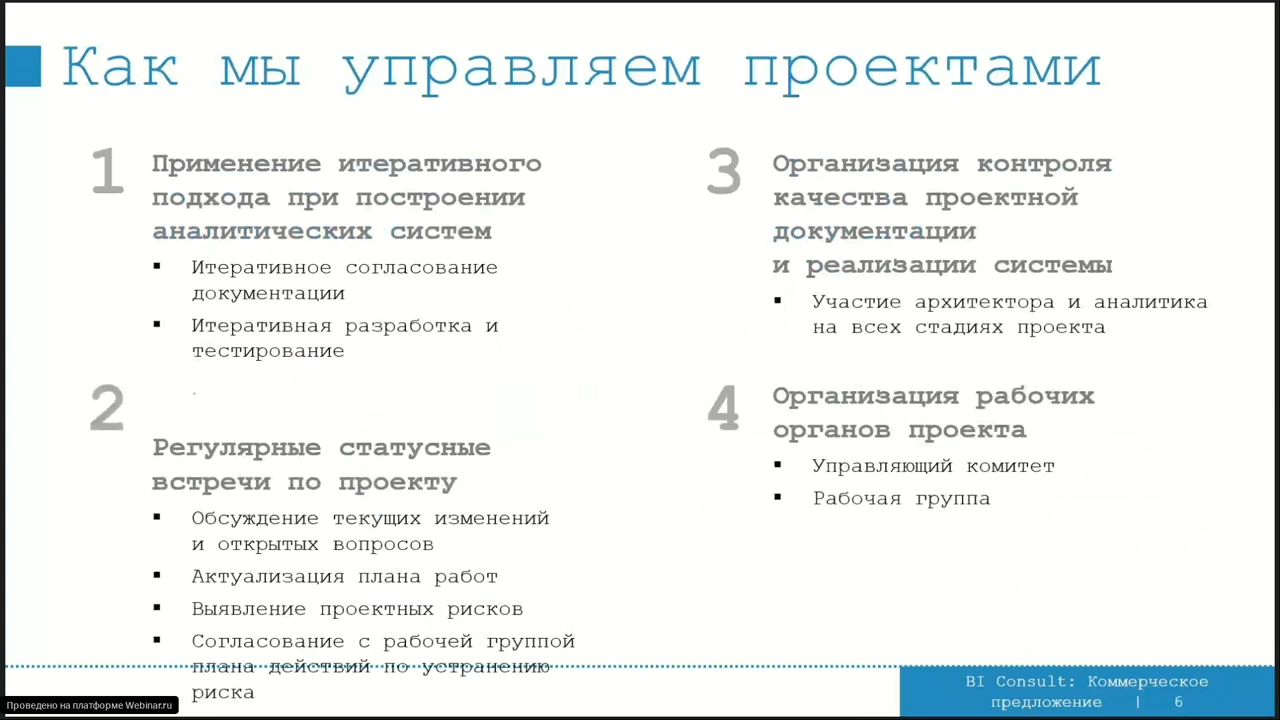 Как мы управляем проектами
1
Применение итеративного
подхода при построении
аналитических систем
▪ Итеративное согласование
документации
▪ Итеративная разработка и
тестирование
2
Регулярные статусные
встречи по проекту
▪ Обсуждение текущих изменений
и открытых вопросов
▪ Актуализация плана работ
▪ Выявление проектных рисков
▪ Согласование с рабочей группой
плана действий по устранению
риска
3
Организация контроля
качества проектной
документации
и реализации системы
▪ Участие архитектора и аналитика
на всех стадиях проекта
4
Организация рабочих
органов проекта
▪ Управляющий комитет
▪ Рабочая группа
BI Consult: Коммерческое
предложение | 6
Проведено на платформе Webinar.ru